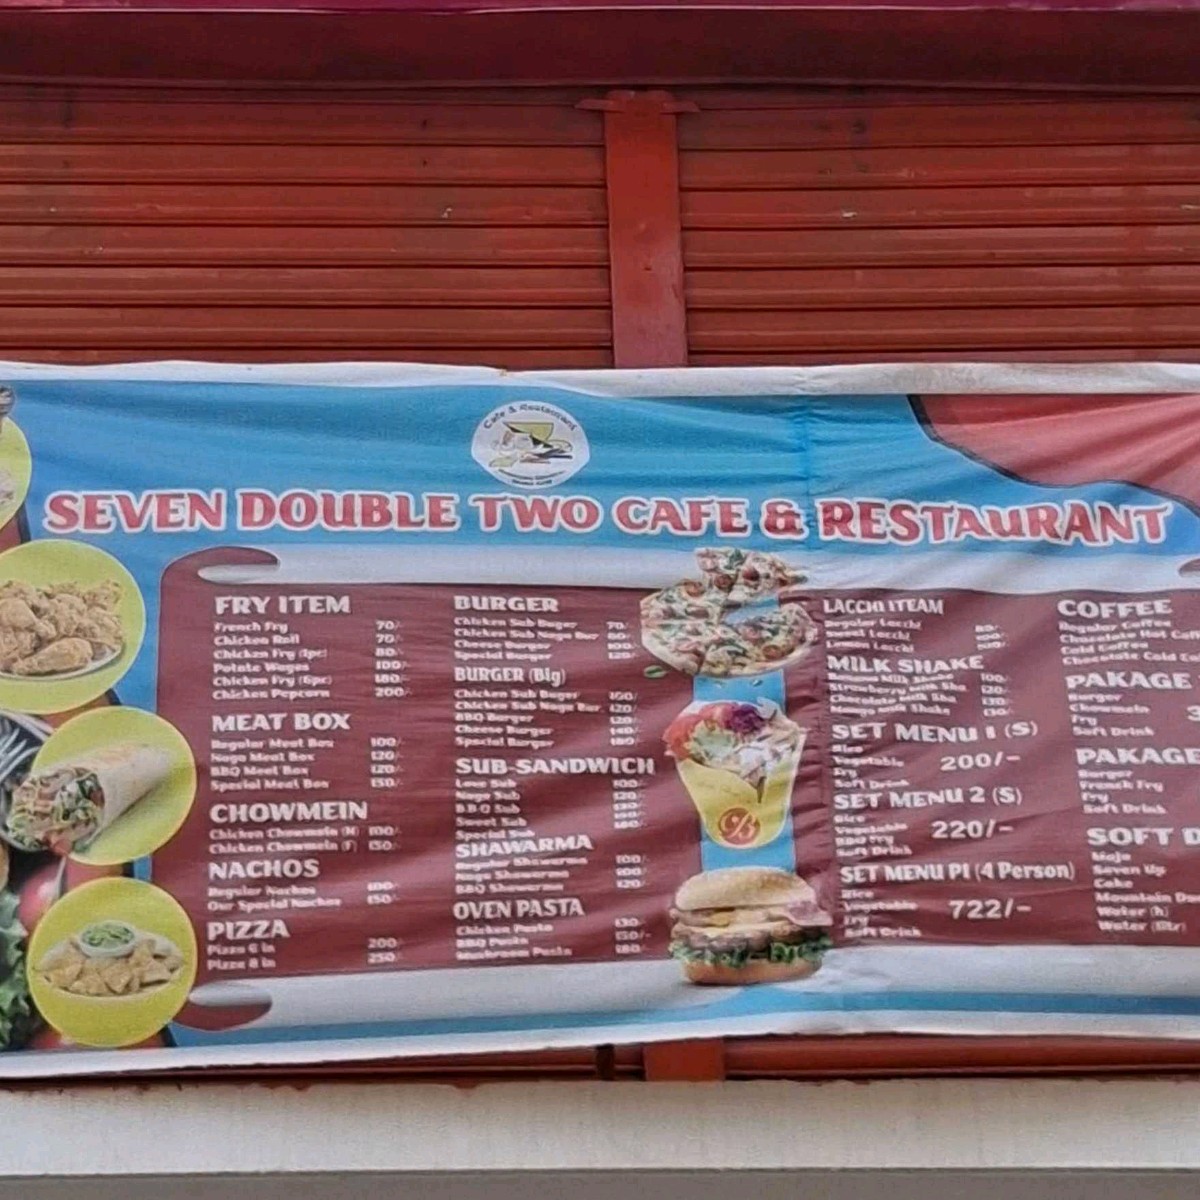 Cafe & Restaurant
SEVEN DOUBLE TWO CAFE & RESTAURANT
FRY ITEM
French Fry 70/-
Chicken Roll 70/-
Chicken Fry (1pc) 80/-
Potato Wages 100/-
Chicken Fry (6pc) 180/-
Chicken Popcorn 200/-
MEAT BOX
Regular Meat Box 100/-
Naga Meat Box 120/-
BBQ Meet Box 120/-
Special Meat Box 150/-
CHOWMEIN
Chicken Chowmein (H) 100/-
Chicken Chowmein (F) 150/-
NACHOS
Regular Nachos 100/-
Our Special Nachos 150/-
PIZZA
Pizza 6 in 200/-
Pizza 8 in 250/-
BURGER
Chicken Sub Buger 70/-
Chicken Sub Naga Bur 80/-
Cheese Burger 100/-
Special Burger 120/-
BURGER (Big)
Chicken Sub Buger 100/-
Chicken Sub Naga Bur 120/-
BBQ Burger 120/-
Cheese Burger 140/-
Special Burger 180/-
SUB-SANDWICH
Love Sub 100/-
Naga Sub 120/-
B.B.Q Sub
Sweet Sub
Special Sub
SHAWARMA
Regular Shawarma 100/-
Naga Shawarma 100/-
BBQ Shawarma 120/-
OVEN PASTA
Chicken Pasta 130/-
BBQ Pasta 150/-
Mushroom Pasta 180/-
LACCHI ITEAM
Regular Lacchi 80/-
Sweet Lacchi
Lemon Lacchi
MILK SHAKE
Banana Milk Shake 100/-
Strawberry Milk Sha 120/-
Chocolate Milk Sha 130/-
Mango Milk Shake 130/-
SET MENU 1 (S)
Rice
Vegetable 200/-
Fry
Soft Drink
SET MENU 2 (S)
Rice
Vegetable 220/-
BBQ Fry
Soft Drink
SET MENU P1 (4 Person)
Rice
Vegetable 722/-
Fry
Soft Drink
COFFEE
Regular Coffee
Chocolate Hot Cof
Cold Coffee
Chocolate Cold Co
PAKAGE
Burger
Chowmein
Fry
Soft Drink
PAKAGE
Burger
French Fry
Fry
Soft Drink
SOFT D
Mojo
Seven Up
Coke
Mountain Du
Water (h)
Water (litr)